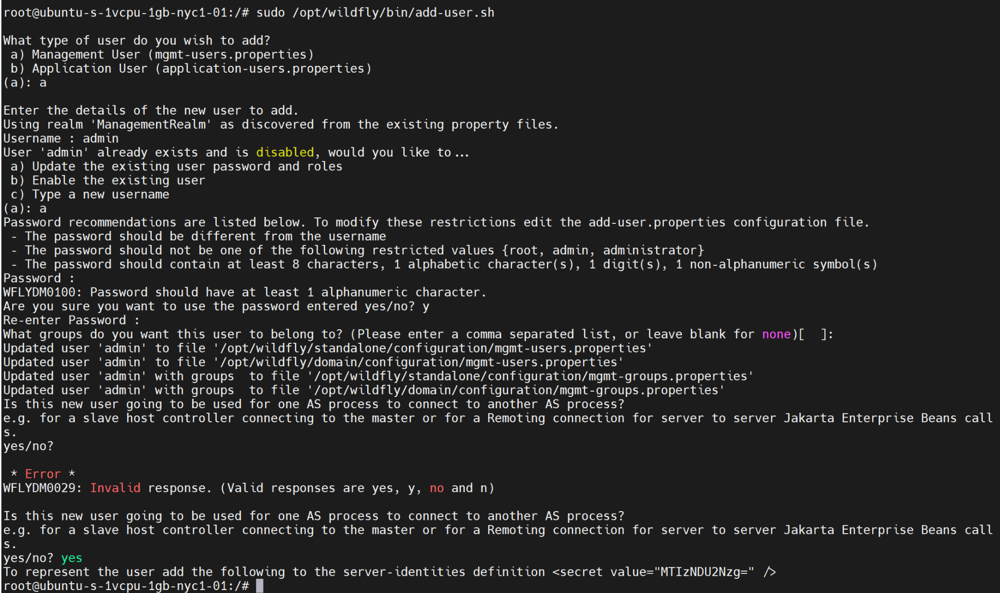 root@ubuntu-s-1vcpu-1gb-nyc1-01:/# sudo /opt/wildfly/bin/add-user.sh
What type of user do you wish to add?
 a) Management User (mgmt-users.properties)
 b) Application User (application-users.properties)
(a): a
Enter the details of the new user to add.
Using realm 'ManagementRealm' as discovered from the existing property files.
Username : admin
User 'admin' already exists and is disabled, would you like to...
 a) Update the existing user password and roles
 b) Enable the existing user
 c) Type a new username
(a): a
Password recommendations are listed below. To modify these restrictions edit the add-user.properties configuration file.
 - The password should be different from the username
 - The password should not be one of the following restricted values {root, admin, administrator}
 - The password should contain at least 8 characters, 1 alphabetic character(s), 1 digit(s), 1 non-alphanumeric symbol(s)
Password :
WFLYDM0100: Password should have at least 1 alphanumeric character.
Are you sure you want to use the password entered yes/no? y
Re-enter Password :
What groups do you want this user to belong to? (Please enter a comma separated list, or leave blank for none)[  ]:
Updated user 'admin' to file '/opt/wildfly/standalone/configuration/mgmt-users.properties'
Updated user 'admin' to file '/opt/wildfly/domain/configuration/mgmt-users.properties'
Updated user 'admin' with groups  to file '/opt/wildfly/standalone/configuration/mgmt-groups.properties'
Updated user 'admin' with groups  to file '/opt/wildfly/domain/configuration/mgmt-groups.properties'
Is this new user going to be used for one AS process to connect to another AS process?
e.g. for a slave host controller connecting to the master or for a Remoting connection for server to server Jakarta Enterprise Beans call
s.
yes/no?
 * Error *
WFLYDM0029: Invalid response. (Valid responses are yes, y, no and n)
Is this new user going to be used for one AS process to connect to another AS process?
e.g. for a slave host controller connecting to the master or for a Remoting connection for server to server Jakarta Enterprise Beans call
s.
yes/no? yes
To represent the user add the following to the server-identities definition <secret value="MTIzNDU2Nzg=" />
root@ubuntu-s-1vcpu-1gb-nyc1-01:/#